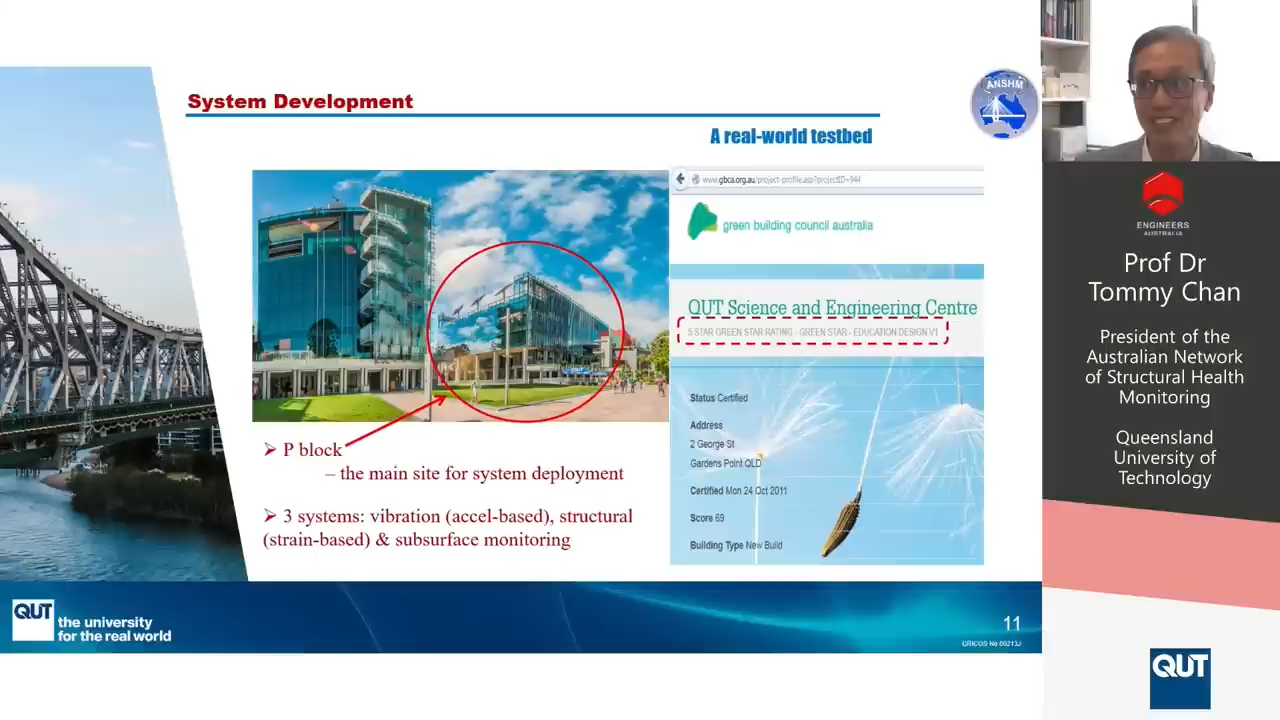 System Development
ANSHM
A real-world testbed
www.gbca.org.au/project-profile.asp?projectID=944
green building council australia
QUT Science and Engineering Centre
5 STAR GREEN STAR RATING - GREEN STAR - EDUCATION DESIGN V1
Status Certified
Address
2 George St
Gardens Point QLD
Certified Mon 24 Oct 2011
Score 69
Building Type New Build
➢ P block
– the main site for system deployment
➢ 3 systems: vibration (accel-based), structural
(strain-based) & subsurface monitoring
QUT
the university
for the real world
11
CRICOS No 00213J
ENGINEERS
AUSTRALIA
Prof Dr
Tommy Chan
President of the
Australian Network
of Structural Health
Monitoring
Queensland
University of
Technology
QUT